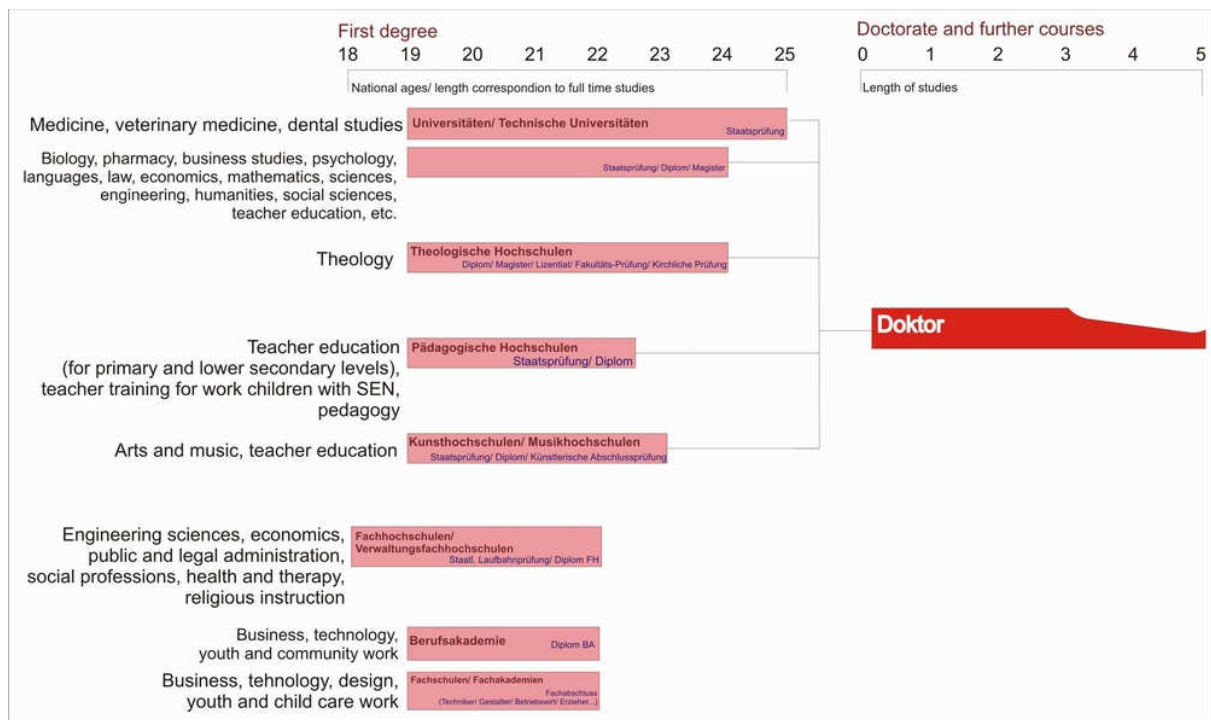 First degree
18 19 20 21 22 23 24 25
National ages/ length correspondion to full time studies
Doctorate and further courses
0 1 2 3 4 5
Length of studies
Medicine, veterinary medicine, dental studies
Universitäten/ Technische Universitäten
Staatsprüfung
Biology, pharmacy, business studies, psychology,
languages, law, economics, mathematics, sciences,
engineering, humanities, social sciences,
teacher education, etc.
Staatsprüfung/ Diplom/ Magister
Theology
Theologische Hochschulen
Diplom/ Magister/ Lizentiat/ Fakultäts-Prüfung/ Kirchliche Prüfung
Doktor
Teacher education
(for primary and lower secondary levels),
teacher training for work children with SEN,
pedagogy
Pädagogische Hochschulen
Staatsprüfung/ Diplom
Arts and music, teacher education
Kunsthochschulen/ Musikhochschulen
Staatsprüfung/ Diplom/ Künstlerische Abschlussprüfung
Engineering sciences, economics,
public and legal administration,
social professions, health and therapy,
religious instruction
Fachhochschulen/
Verwaltungsfachhochschulen
Staatl. Laufbahnprüfung/ Diplom FH
Business, technology,
youth and community work
Berufsakademie
Diplom BA
Business, tehnology, design,
youth and child care work
Fachschulen/ Fachakademien
Fachabschluss
(Techniker/ Gestalter/ Betriebswirt/ Erzieher...)